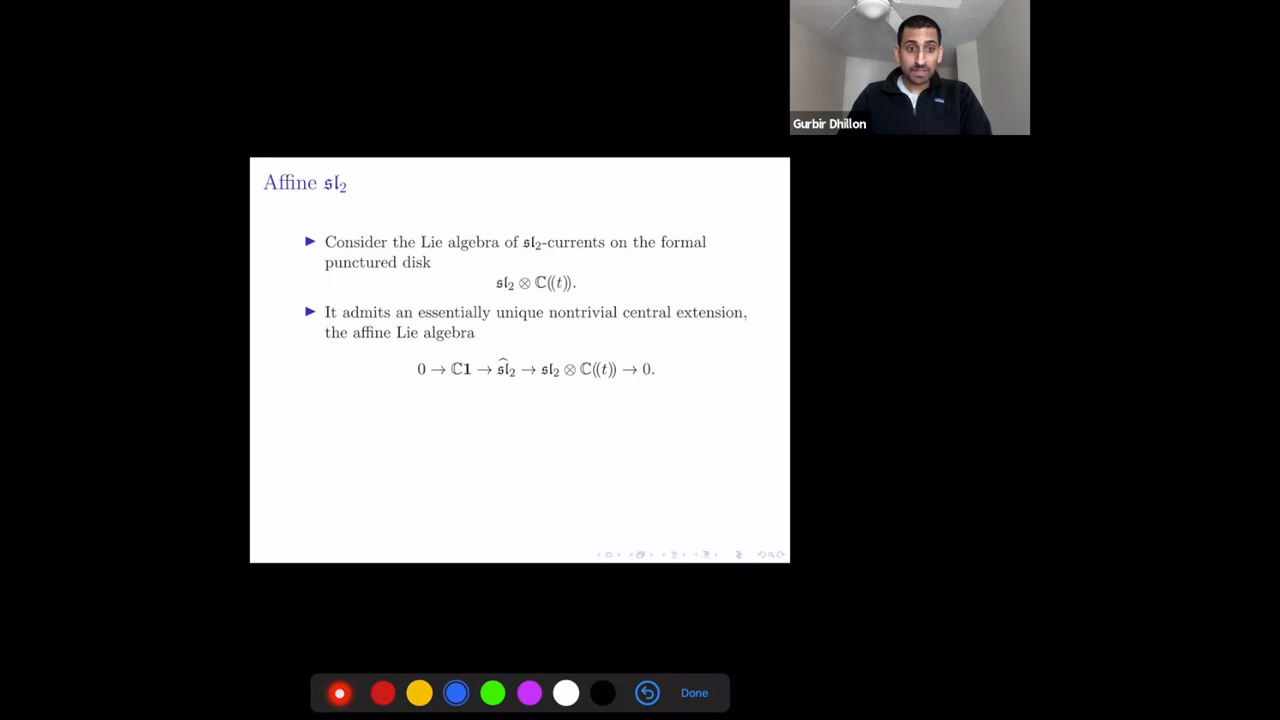 Gurbir Dhillon
Affine 𝔰𝔩₂
▶ Consider the Lie algebra of 𝔰𝔩₂-currents on the formal
punctured disk
𝔰𝔩₂ ⊗ ℂ((t)).
▶ It admits an essentially unique nontrivial central extension,
the affine Lie algebra
0 → ℂ𝟏 → 𝔰𝔩̂₂ → 𝔰𝔩₂ ⊗ ℂ((t)) → 0.
Done